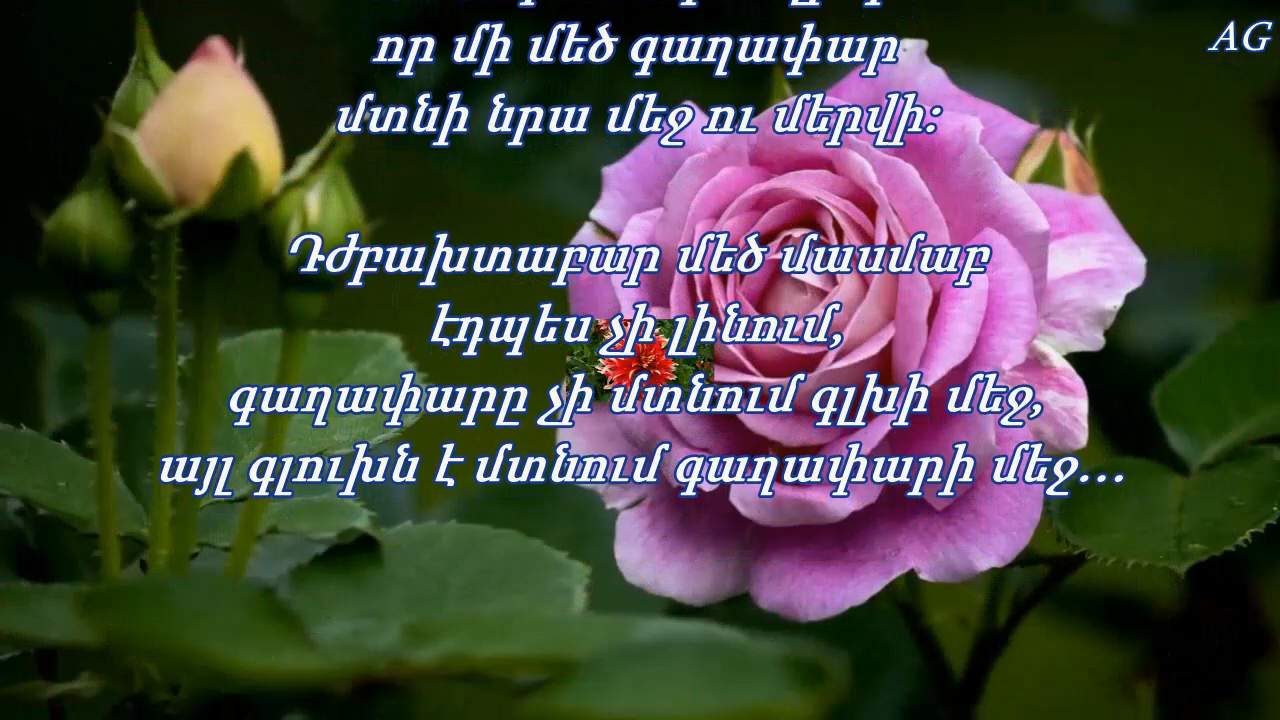 AG
որ մի մեծ գաղափար
մտնի նրա մեջ ու մերվի:
Դժբախտաբար մեծ մասմաբ
էդպես չի լինում,
գաղափարը չի մտնում գլխի մեջ,
այլ գլուխն է մտնում գաղափարի մեջ...